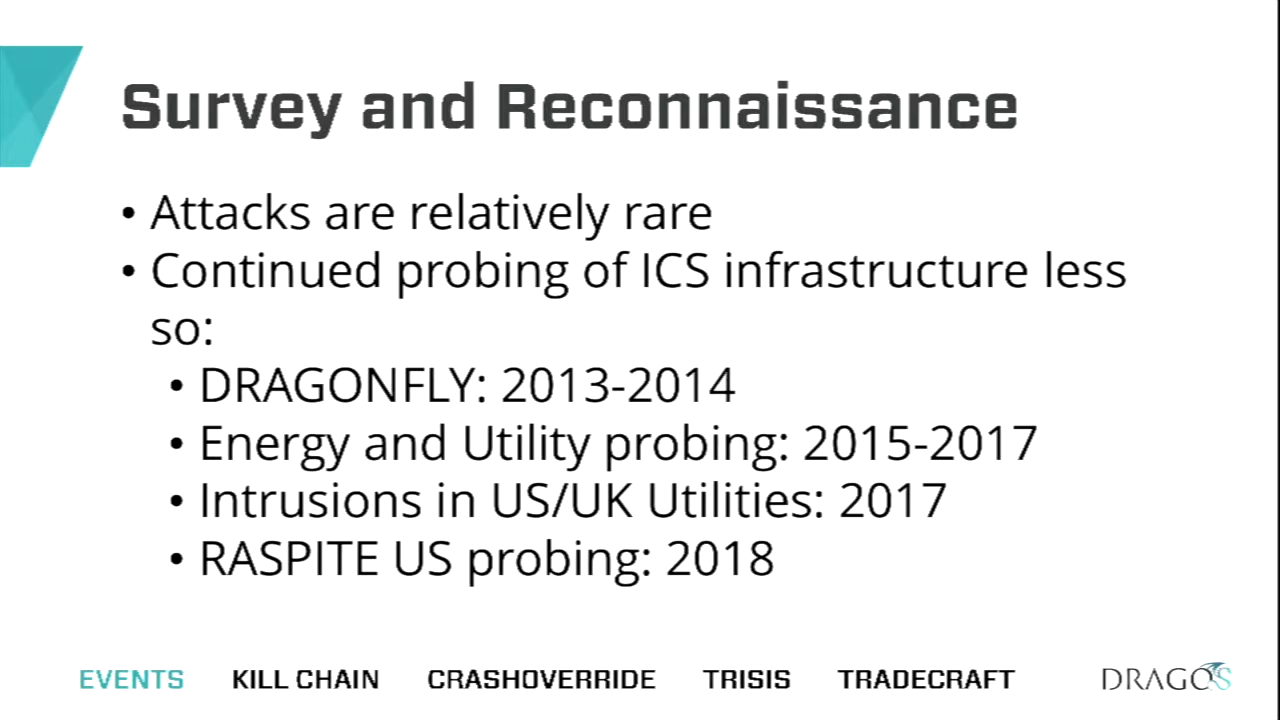 Survey and Reconnaissance
• Attacks are relatively rare
• Continued probing of ICS infrastructure less
so:
• DRAGONFLY: 2013-2014
• Energy and Utility probing: 2015-2017
• Intrusions in US/UK Utilities: 2017
• RASPITE US probing: 2018
EVENTS KILL CHAIN CRASHOVERRIDE TRISIS TRADECRAFT DRAGOS